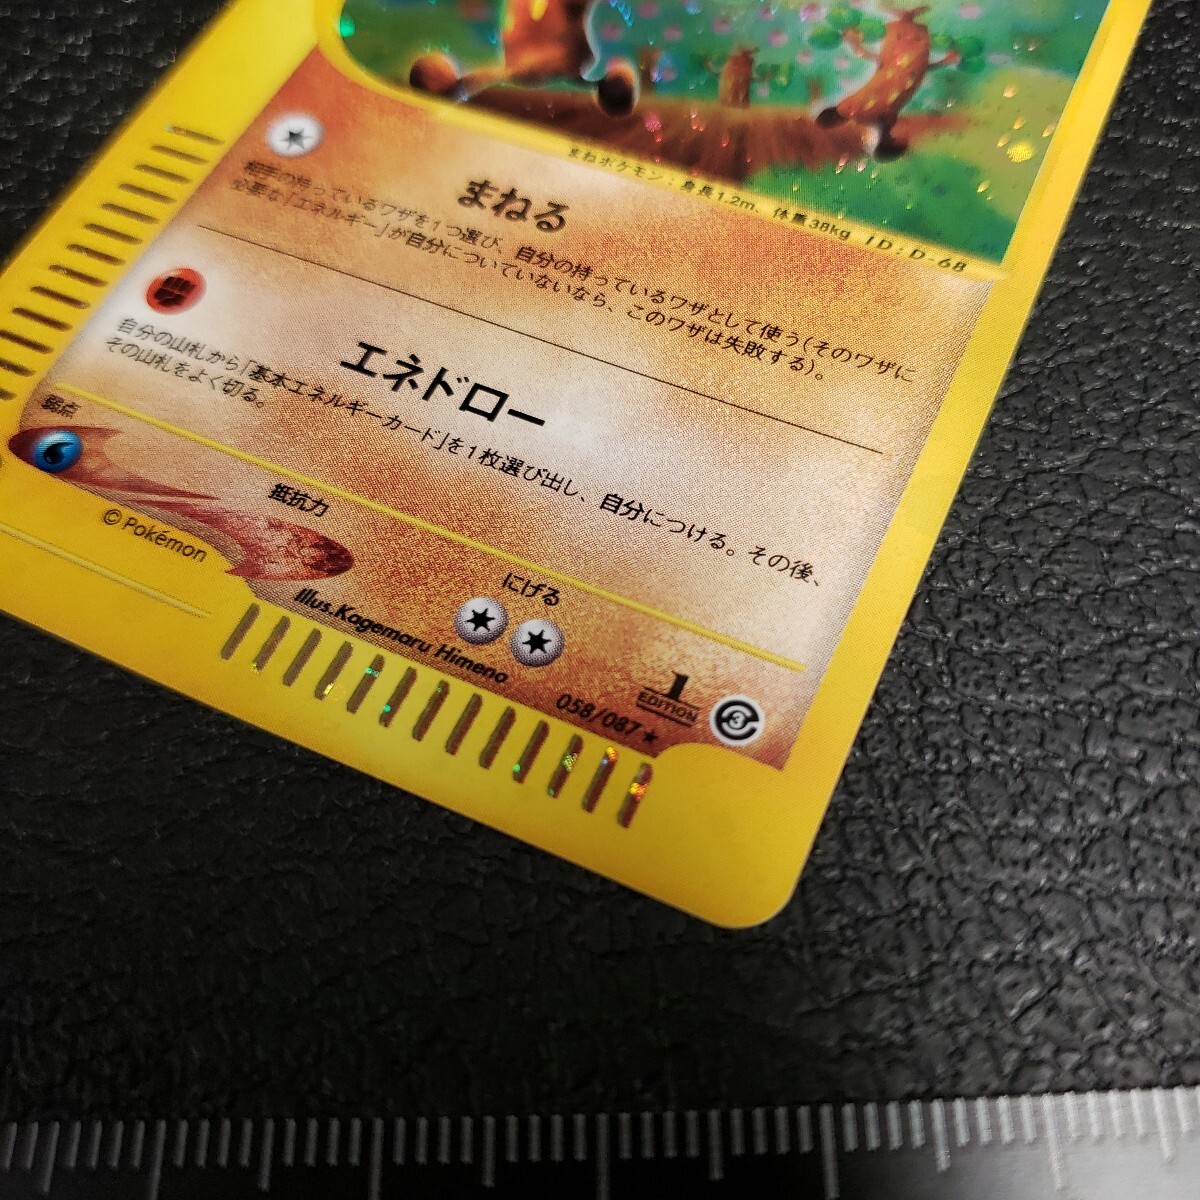 まねポケモン：身長1.2m、体重38kg ID：D-68
まねる
相手の持っているワザを1つ選び、自分の持っているワザとして使う(そのワザに
必要な「エネルギー」が自分についていないなら、このワザは失敗する)。
エネドロー
自分の山札から「基本エネルギーカード」を1枚選び出し、自分につける。その後、
その山札をよく切る。
弱点
抵抗力
にげる
© Pokémon
Illus.Kagemaru Himeno
058/087 ★
1
EDITION
3